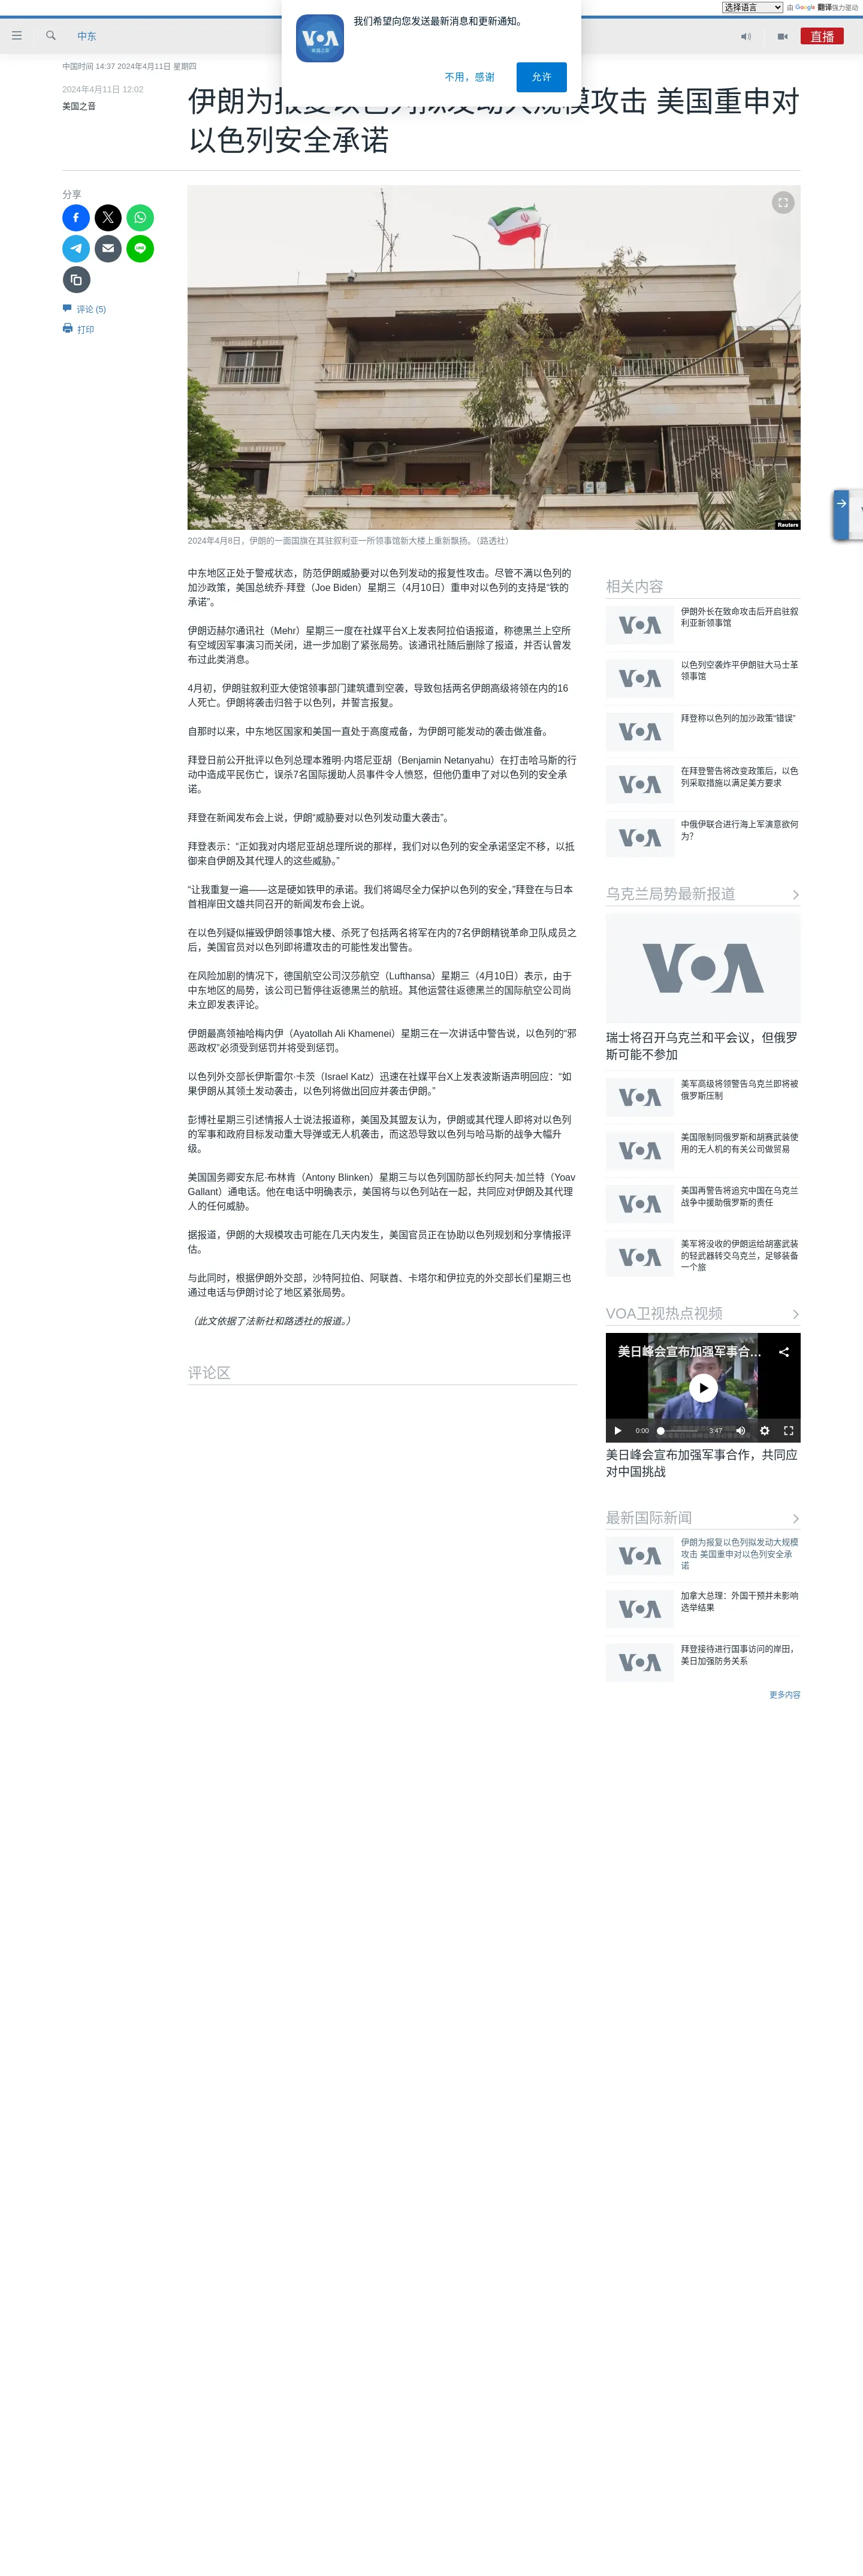 选择语言
由 Google 翻译强力驱动
VOA
美国之音
我们希望向您发送最新消息和更新通知。
不用，感谢
允许
中东
直播
中国时间 14:37 2024年4月11日 星期四
2024年4月11日 12:02
美国之音
伊朗为报复以色列拟发动大规模攻击 美国重申对
以色列安全承诺
分享
评论 (5)
打印
Reuters
2024年4月8日，伊朗的一面国旗在其驻叙利亚一所领事馆新大楼上重新飘扬。（路透社）
中东地区正处于警戒状态，防范伊朗威胁要对以色列发动的报复性攻击。尽管不满以色列的
加沙政策，美国总统乔·拜登（Joe Biden）星期三（4月10日）重申对以色列的支持是“铁的
承诺”。
伊朗迈赫尔通讯社（Mehr）星期三一度在社媒平台X上发表阿拉伯语报道，称德黑兰上空所
有空域因军事演习而关闭，进一步加剧了紧张局势。该通讯社随后删除了报道，并否认曾发
布过此类消息。
4月初，伊朗驻叙利亚大使馆领事部门建筑遭到空袭，导致包括两名伊朗高级将领在内的16
人死亡。伊朗将袭击归咎于以色列，并誓言报复。
自那时以来，中东地区国家和美国一直处于高度戒备，为伊朗可能发动的袭击做准备。
拜登日前公开批评以色列总理本雅明·内塔尼亚胡（Benjamin Netanyahu）在打击哈马斯的行
动中造成平民伤亡，误杀7名国际援助人员事件令人愤怒，但他仍重申了对以色列的安全承
诺。
拜登在新闻发布会上说，伊朗“威胁要对以色列发动重大袭击”。
拜登表示：“正如我对内塔尼亚胡总理所说的那样，我们对以色列的安全承诺坚定不移，以抵
御来自伊朗及其代理人的这些威胁。”
“让我重复一遍——这是硬如铁甲的承诺。我们将竭尽全力保护以色列的安全，”拜登在与日本
首相岸田文雄共同召开的新闻发布会上说。
在以色列疑似摧毁伊朗领事馆大楼、杀死了包括两名将军在内的7名伊朗精锐革命卫队成员之
后，美国官员对以色列即将遭攻击的可能性发出警告。
在风险加剧的情况下，德国航空公司汉莎航空（Lufthansa）星期三（4月10日）表示，由于
中东地区的局势，该公司已暂停往返德黑兰的航班。其他运营往返德黑兰的国际航空公司尚
未立即发表评论。
伊朗最高领袖哈梅内伊（Ayatollah Ali Khamenei）星期三在一次讲话中警告说，以色列的“邪
恶政权”必须受到惩罚并将受到惩罚。
以色列外交部长伊斯雷尔·卡茨（Israel Katz）迅速在社媒平台X上发表波斯语声明回应：“如
果伊朗从其领土发动袭击，以色列将做出回应并袭击伊朗。”
彭博社星期三引述情报人士说法报道称，美国及其盟友认为，伊朗或其代理人即将对以色列
的军事和政府目标发动重大导弹或无人机袭击，而这恐导致以色列与哈马斯的战争大幅升
级。
美国国务卿安东尼·布林肯（Antony Blinken）星期三与以色列国防部长约阿夫·加兰特（Yoav
Gallant）通电话。他在电话中明确表示，美国将与以色列站在一起，共同应对伊朗及其代理
人的任何威胁。
据报道，伊朗的大规模攻击可能在几天内发生，美国官员正在协助以色列规划和分享情报评
估。
与此同时，根据伊朗外交部，沙特阿拉伯、阿联酋、卡塔尔和伊拉克的外交部长们星期三也
通过电话与伊朗讨论了地区紧张局势。
（此文依据了法新社和路透社的报道。）
评论区
相关内容
VOA
伊朗外长在致命攻击后开启驻叙
利亚新领事馆
VOA
以色列空袭炸平伊朗驻大马士革
领事馆
VOA
拜登称以色列的加沙政策“错误”
VOA
在拜登警告将改变政策后，以色
列采取措施以满足美方要求
VOA
中俄伊联合进行海上军演意欲何
为？
乌克兰局势最新报道
VOA
瑞士将召开乌克兰和平会议，但俄罗
斯可能不参加
VOA
美军高级将领警告乌克兰即将被
俄罗斯压制
VOA
美国限制同俄罗斯和胡赛武装使
用的无人机的有关公司做贸易
VOA
美国再警告将追究中国在乌克兰
战争中援助俄罗斯的责任
VOA
美军将没收的伊朗运给胡塞武装
的轻武器转交乌克兰，足够装备
一个旅
VOA卫视热点视频
美日峰会宣布加强军事合...
0:00
3:47
美日峰会宣布加强军事合作，共同应
对中国挑战
最新国际新闻
VOA
伊朗为报复以色列拟发动大规模
攻击 美国重申对以色列安全承
诺
VOA
加拿大总理：外国干预并未影响
选举结果
VOA
拜登接待进行国事访问的岸田，
美日加强防务关系
更多内容